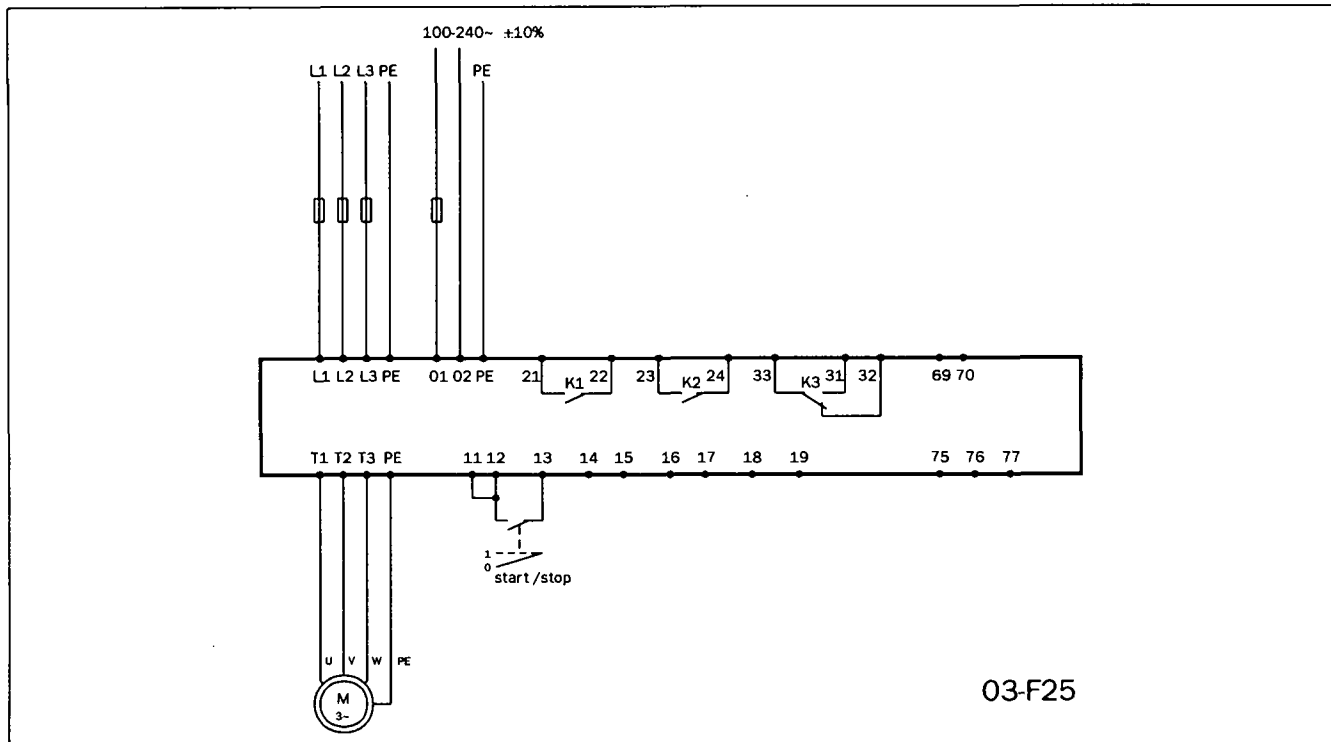 100-240~ ±10%
L1 L2 L3 PE PE
L1 L2 L3 PE 01 02 PE 21 22 23 24 33 31 32 69 70
K1 K2 K3
T1 T2 T3 PE 11 12 13 14 15 16 17 18 19 75 76 77
1
0
start/stop
U V W PE
M
3~
03-F25